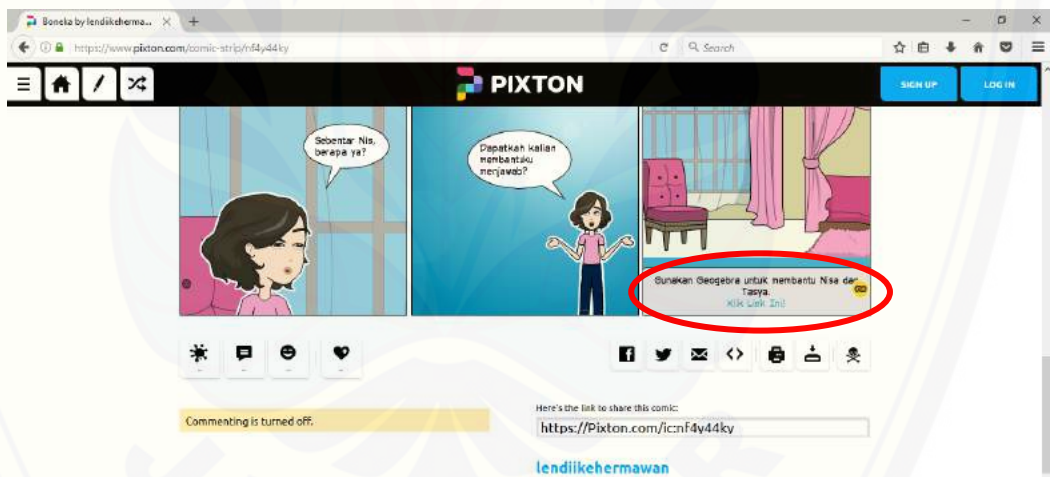 Boneka by lendiikeherma...
https://www.pixton.com/comic-strip/nf4y44ky
Search
PIXTON
SIGN UP
LOG IN
Sebentar Nis,
berapa ya?
Dapatkah kalian
membantuku
menjawab?
Gunakan Geogebra untuk membantu Nisa dan
Tasya.
Klik Link Ini!
Commenting is turned off.
Here's the link to share this comic:
https://Pixton.com/ic:nf4y44ky
lendiikehermawan